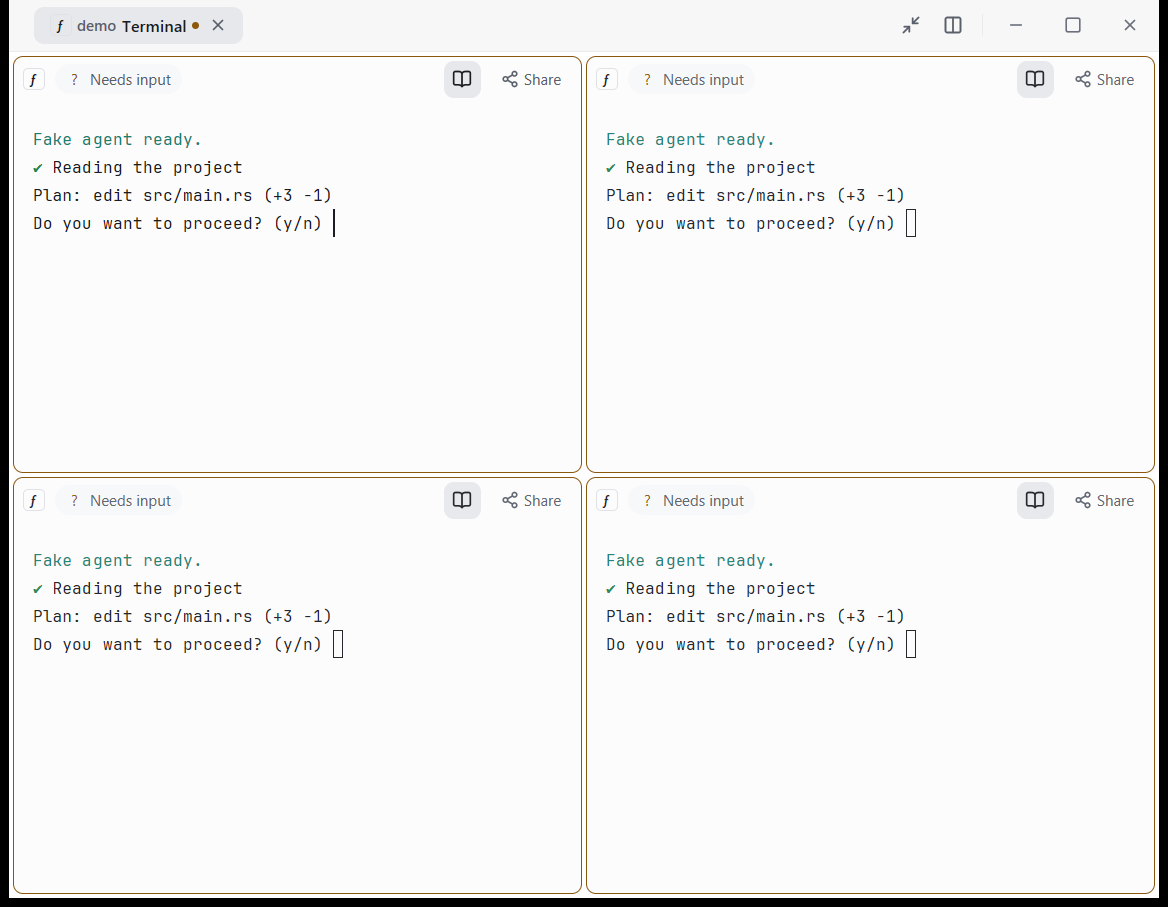 ƒ demo Terminal
ƒ ? Needs input Share
Fake agent ready.
✔ Reading the project
Plan: edit src/main.rs (+3 -1)
Do you want to proceed? (y/n)
ƒ ? Needs input Share
Fake agent ready.
✔ Reading the project
Plan: edit src/main.rs (+3 -1)
Do you want to proceed? (y/n)
ƒ ? Needs input Share
Fake agent ready.
✔ Reading the project
Plan: edit src/main.rs (+3 -1)
Do you want to proceed? (y/n)
ƒ ? Needs input Share
Fake agent ready.
✔ Reading the project
Plan: edit src/main.rs (+3 -1)
Do you want to proceed? (y/n)